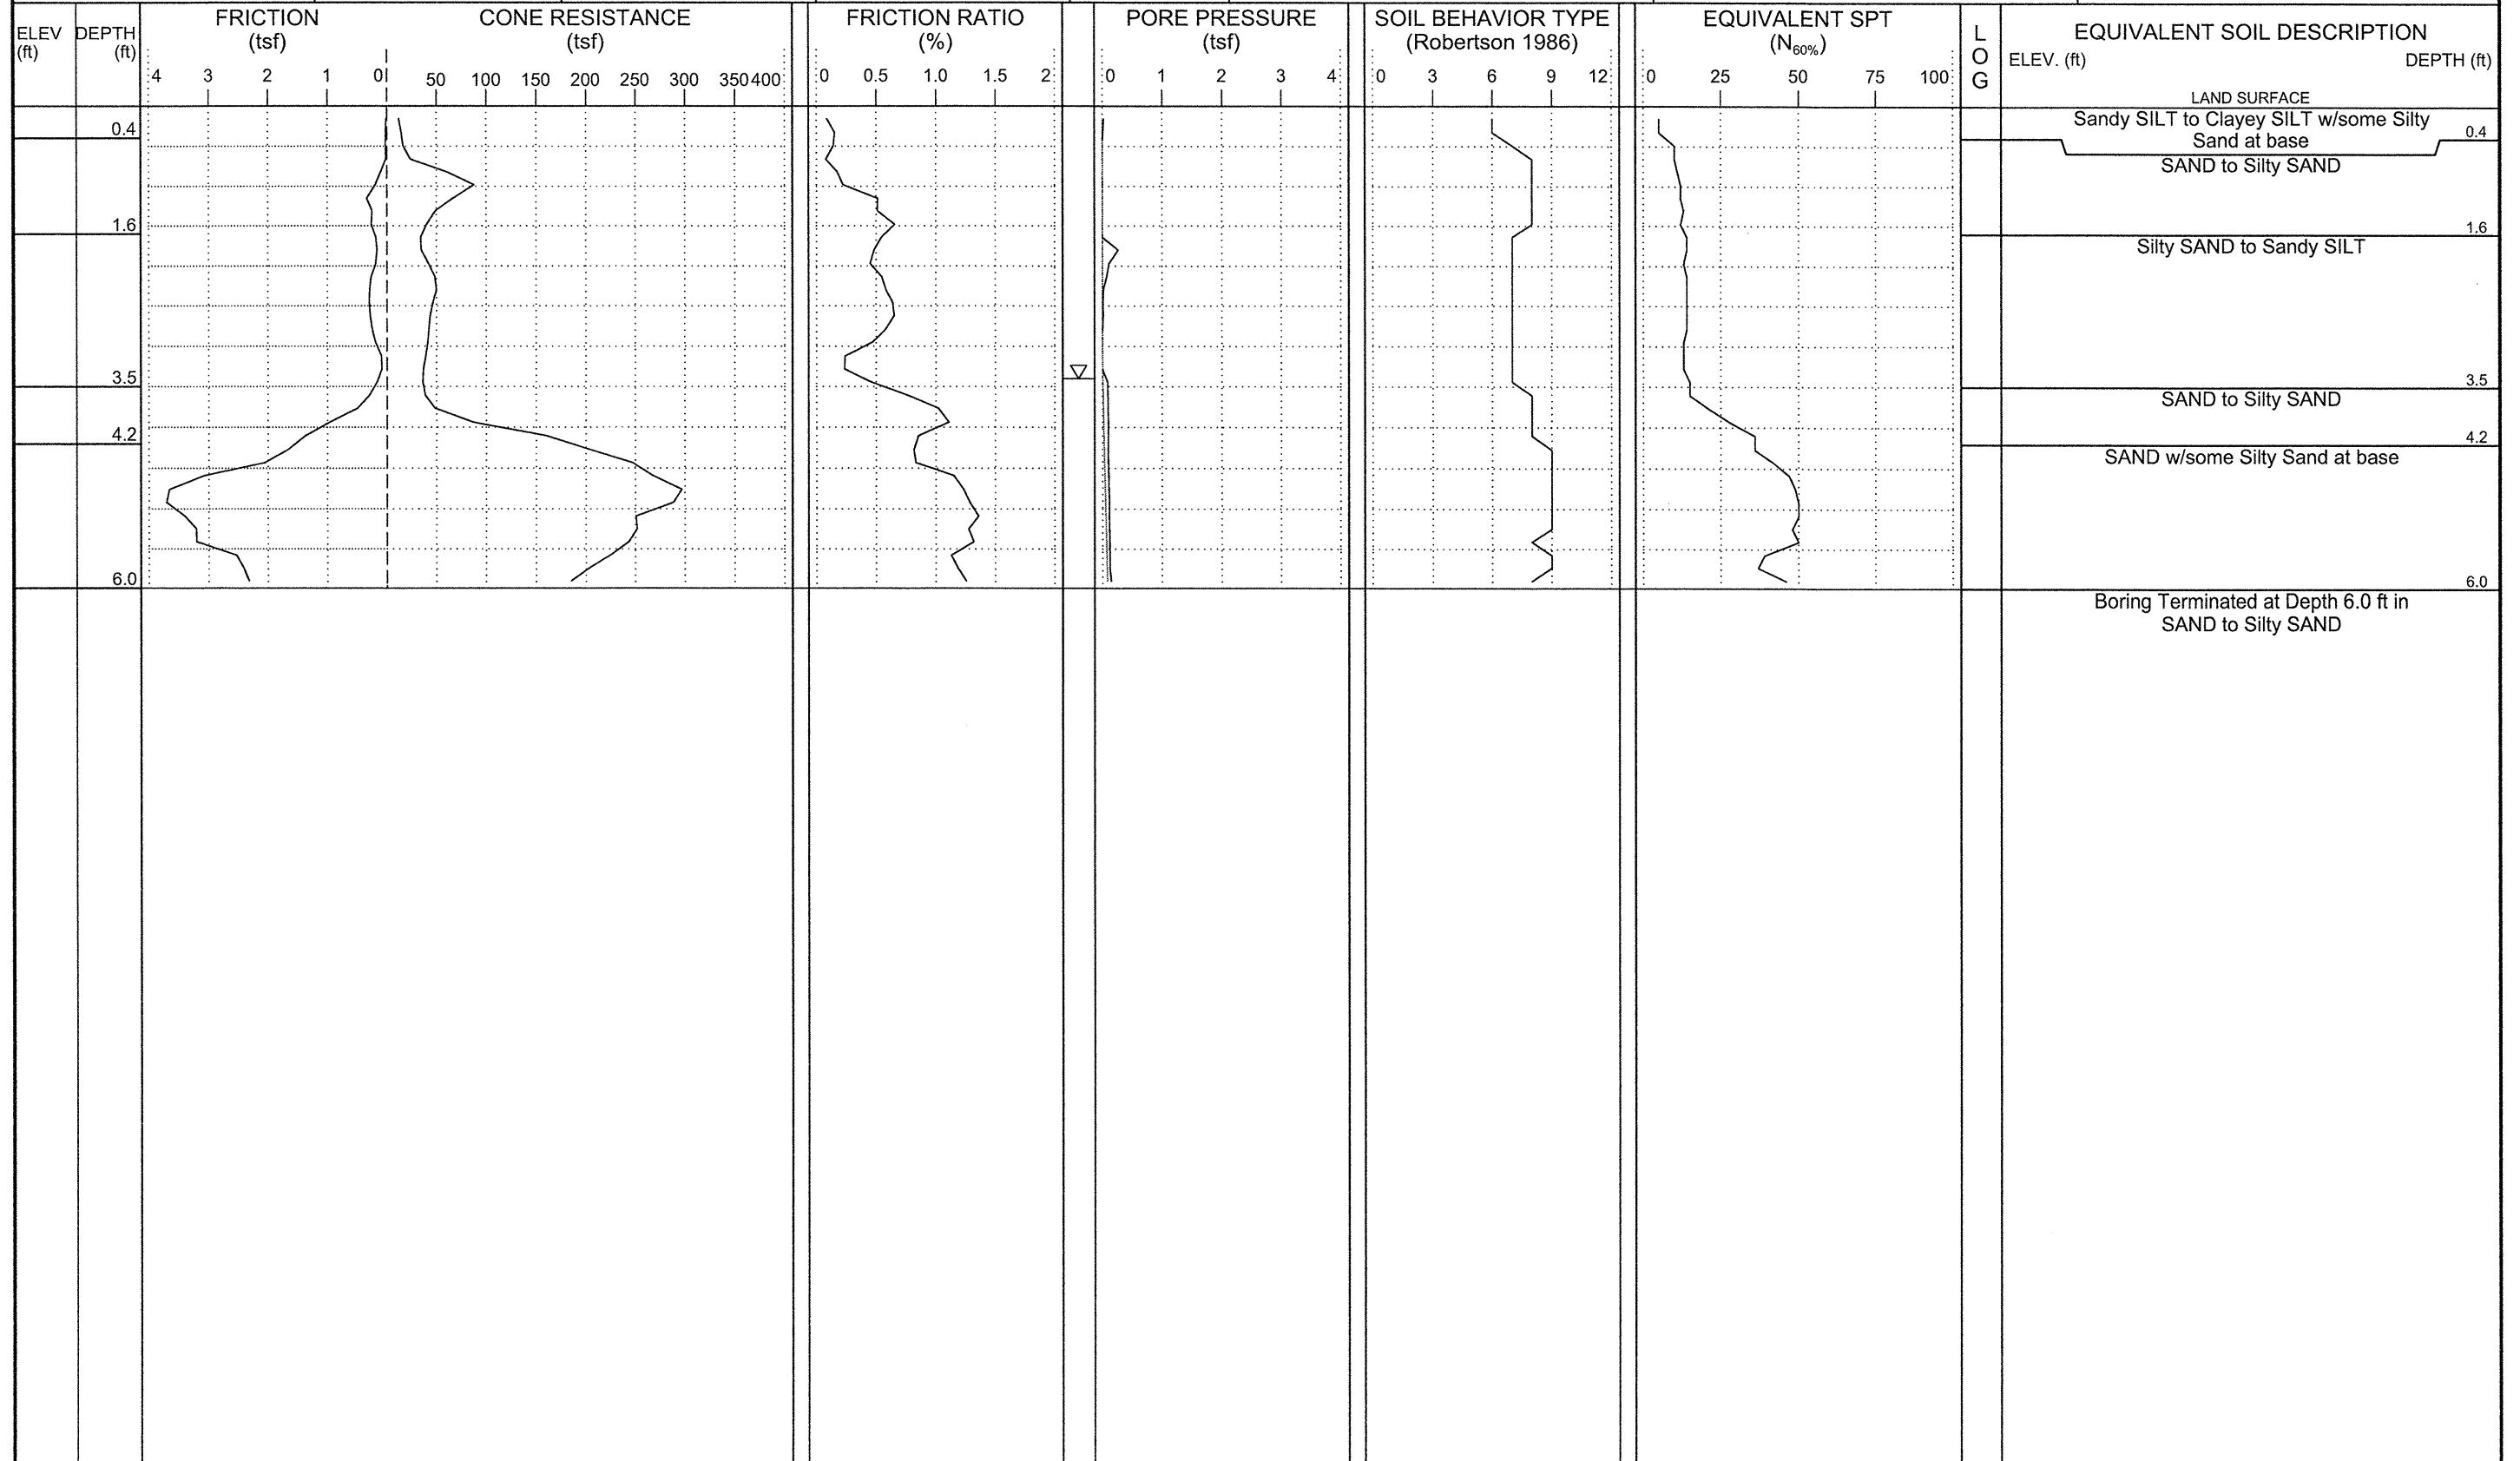 FRICTION CONE RESISTANCE FRICTION RATIO PORE PRESSURE SOIL BEHAVIOR TYPE EQUIVALENT SPT
ELEV DEPTH (tsf) (tsf) (%) (tsf) (Robertson 1986) (N60%) L EQUIVALENT SOIL DESCRIPTION
(ft) (ft) O ELEV. (ft) DEPTH (ft)
4 3 2 1 0 50 100 150 200 250 300 350 400 0 0.5 1.0 1.5 2 0 1 2 3 4 0 3 6 9 12 0 25 50 75 100 G
LAND SURFACE
Sandy SILT to Clayey SILT w/some Silty
0.4 Sand at base 0.4
SAND to Silty SAND
1.6 1.6
Silty SAND to Sandy SILT
3.5 3.5
SAND to Silty SAND
4.2 4.2
SAND w/some Silty Sand at base
6.0 6.0
Boring Terminated at Depth 6.0 ft in
SAND to Silty SAND